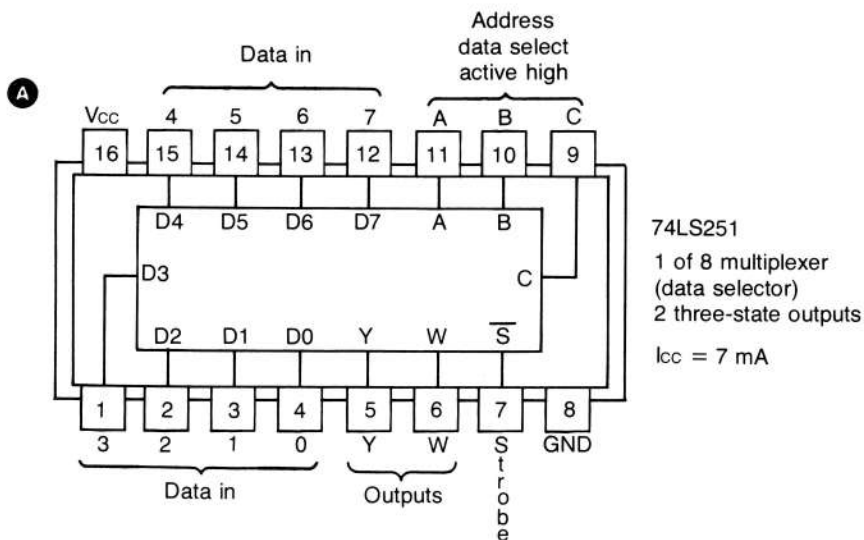 Address
data select
active high
Data in
A
VCC 4 5 6 7 A B C
16 15 14 13 12 11 10 9
D4 D5 D6 D7 A B
D3 C
D2 D1 D0 Y W S
1 2 3 4 5 6 7 8
3 2 1 0 Y W Strobe GND
Data in Outputs
74LS251
1 of 8 multiplexer
(data selector)
2 three-state outputs
ICC = 7 mA